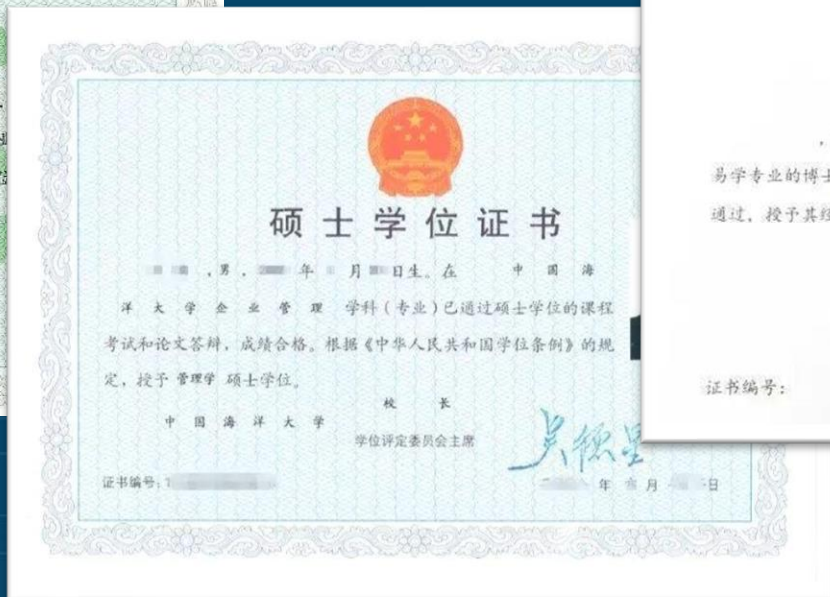 硕士学位证书
,男, 年 月 日生。在 中国海
洋大学企业管理 学科(专业)已通过硕士学位的课程
考试和论文答辩,成绩合格。根据《中华人民共和国学位条例》的规
定,授予 管理学 硕士学位。
校 长
中国海洋大学
学位评定委员会主席
吴德星
证书编号:
年 月 日
,
易学专业的博士
通过,授予其经
证书编号: